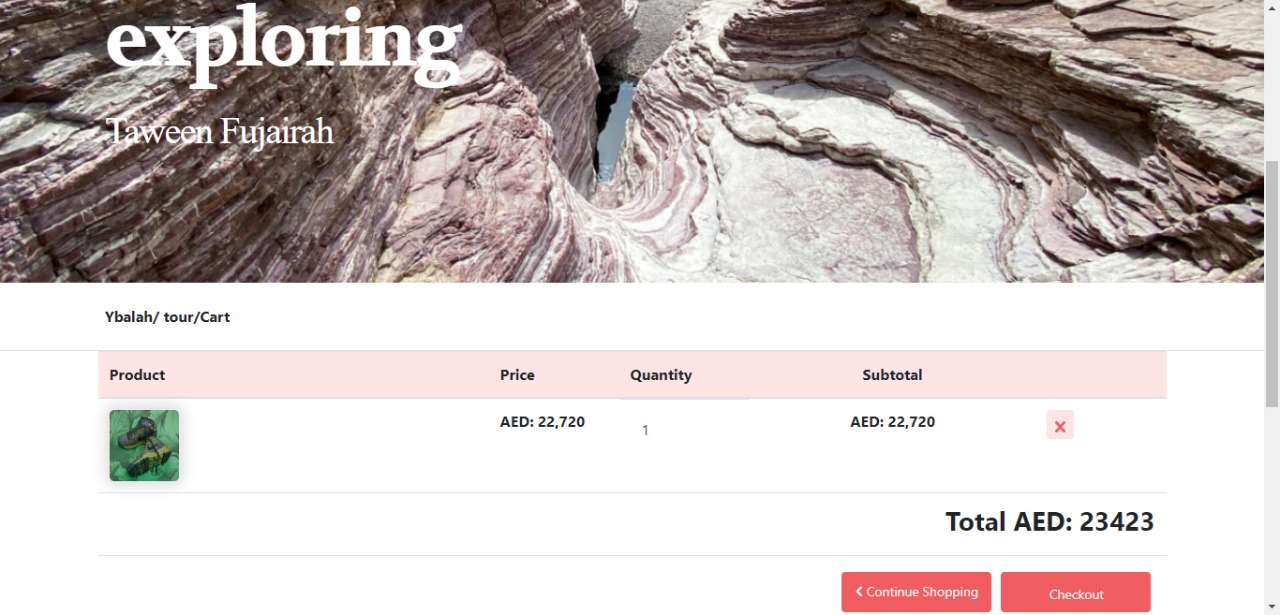 exploring
Taween Fujairah
Ybalah/ tour/Cart
Product Price Quantity Subtotal
AED: 22,720 1 AED: 22,720
Total AED: 23423
Continue Shopping Checkout